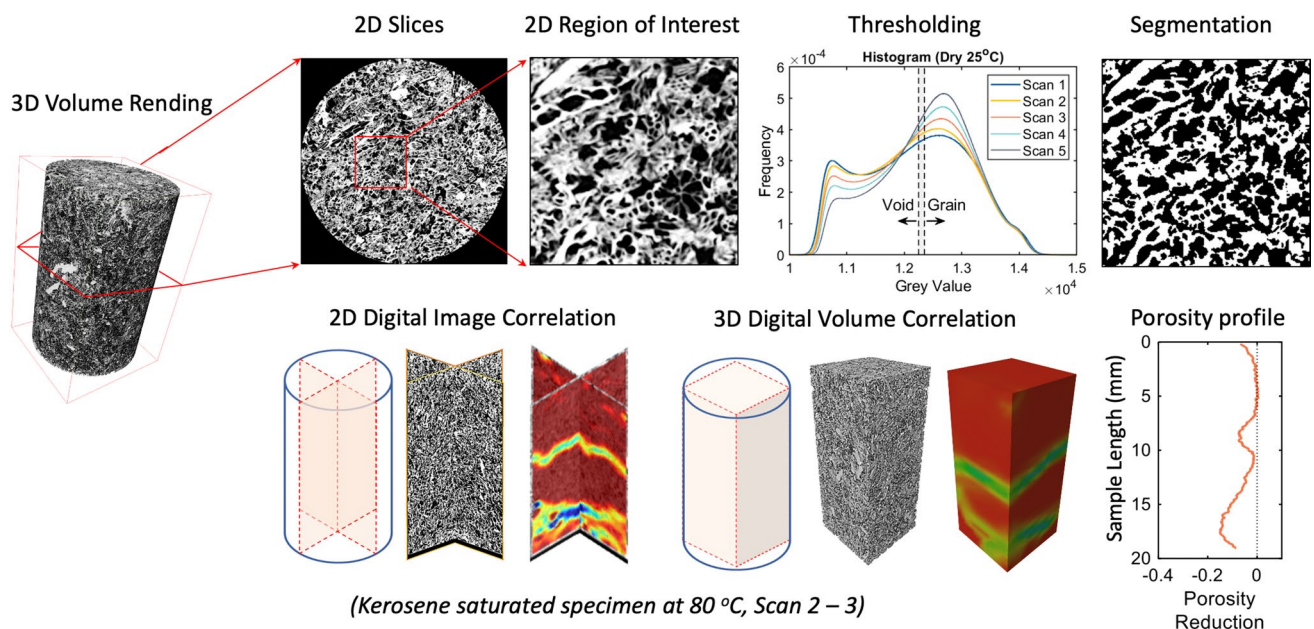 2D Slices
2D Region of Interest
Thresholding
Segmentation
3D Volume Rending
×10⁻⁴
Histogram (Dry 25°C)
6
5
4
3
2
1
0
Frequency
Scan 1
Scan 2
Scan 3
Scan 4
Scan 5
Void
Grain
1
1.1
1.2
1.3
1.4
1.5
Grey Value
×10⁴
2D Digital Image Correlation
3D Digital Volume Correlation
Porosity profile
0
5
10
15
20
Sample Length (mm)
-0.4
-0.2
0
Porosity
Reduction
(Kerosene saturated specimen at 80 °C, Scan 2 – 3)